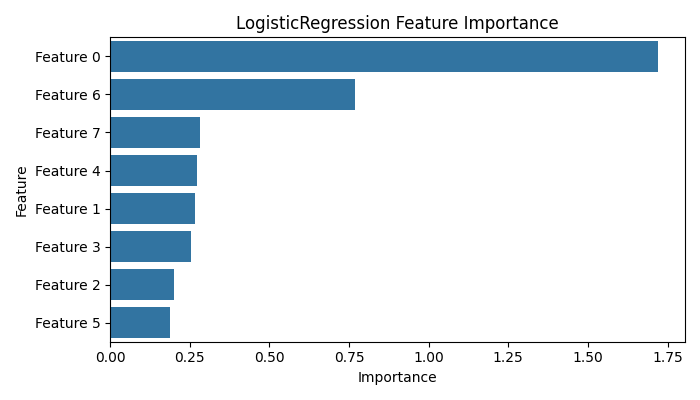 LogisticRegression Feature Importance
Feature 0
Feature 6
Feature 7
Feature 4
Feature 1
Feature 3
Feature 2
Feature 5
Feature
0.00 0.25 0.50 0.75 1.00 1.25 1.50 1.75
Importance